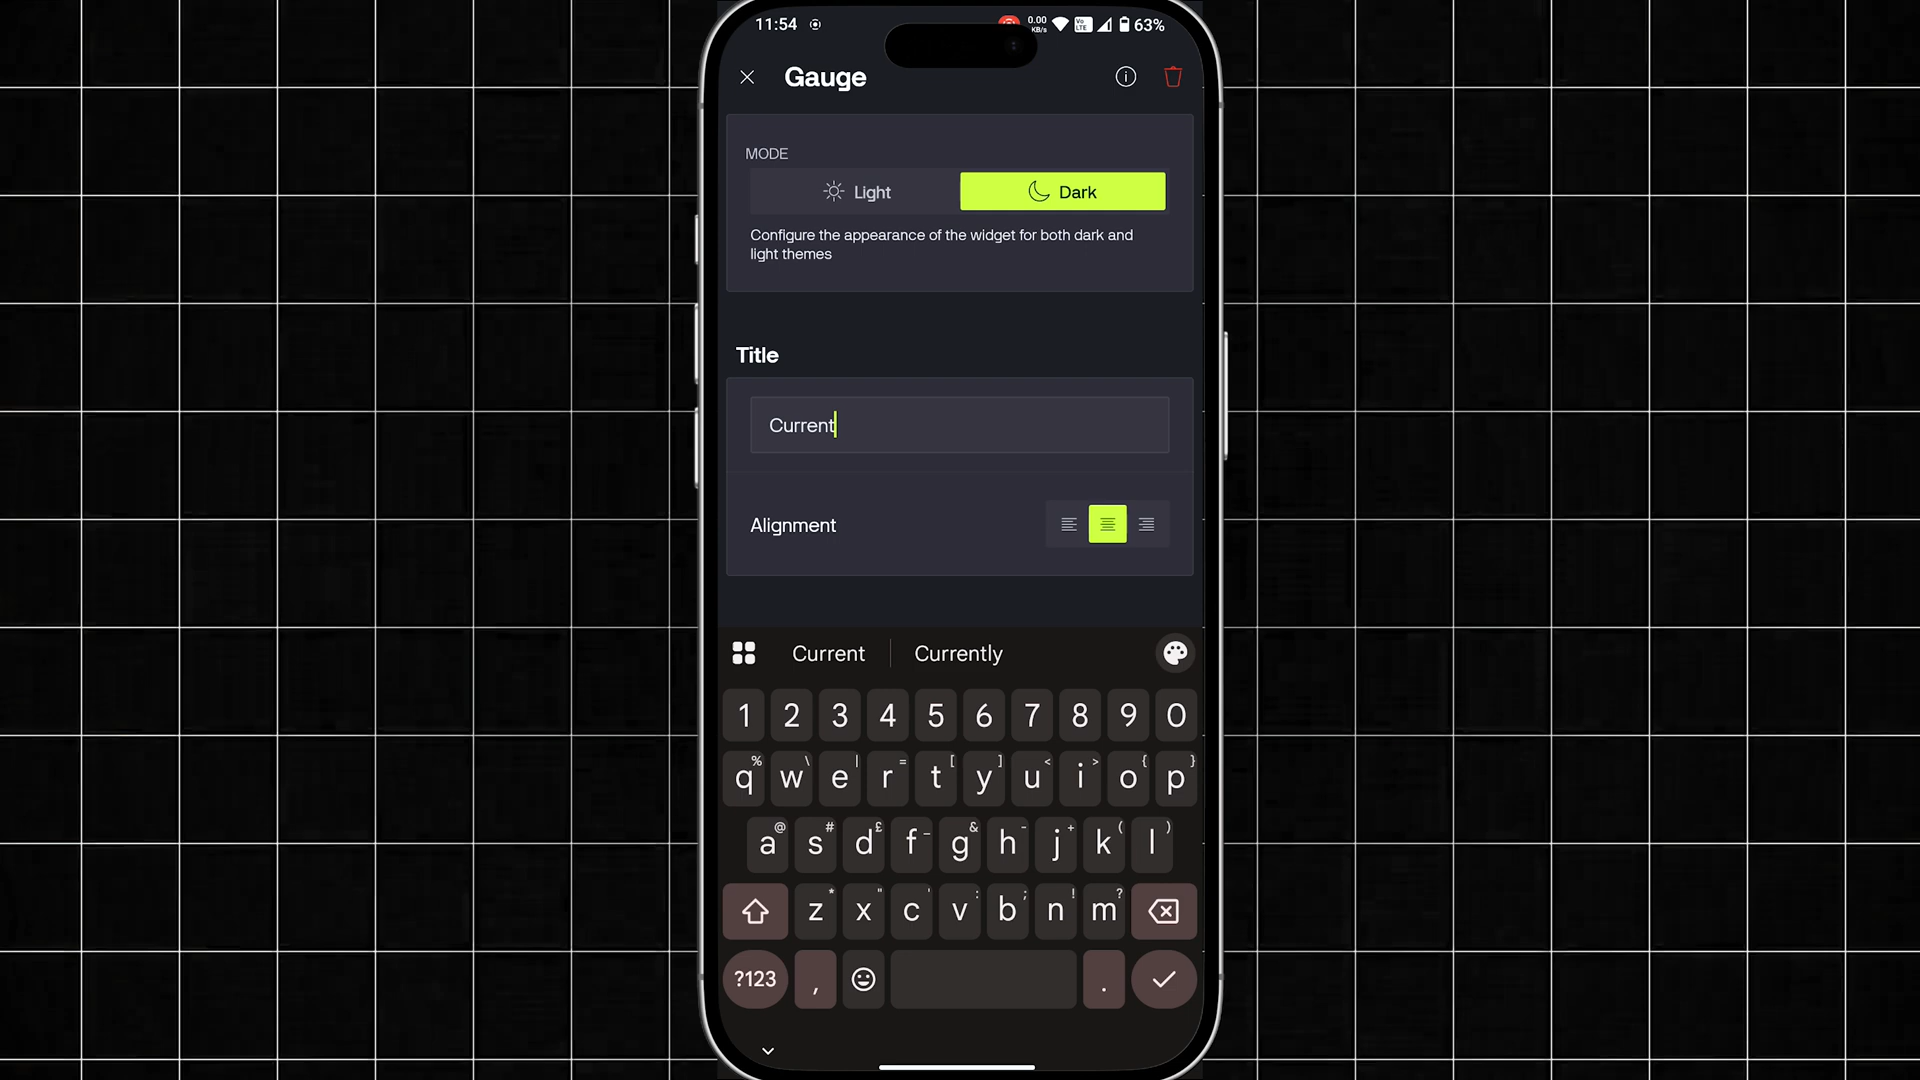 11:54 0.00 KB/s Vo LTE 63%
Gauge
MODE
Light Dark
Configure the appearance of the widget for both dark and
light themes
Title
Current
Alignment
Current Currently
1 2 3 4 5 6 7 8 9 0
% \ | = [ ] < > { }
q w e r t y u i o p
@ # £ _ & - + ( )
a s d f g h j k l
* " ' : ; ! ?
z x c v b n m
?123 , .